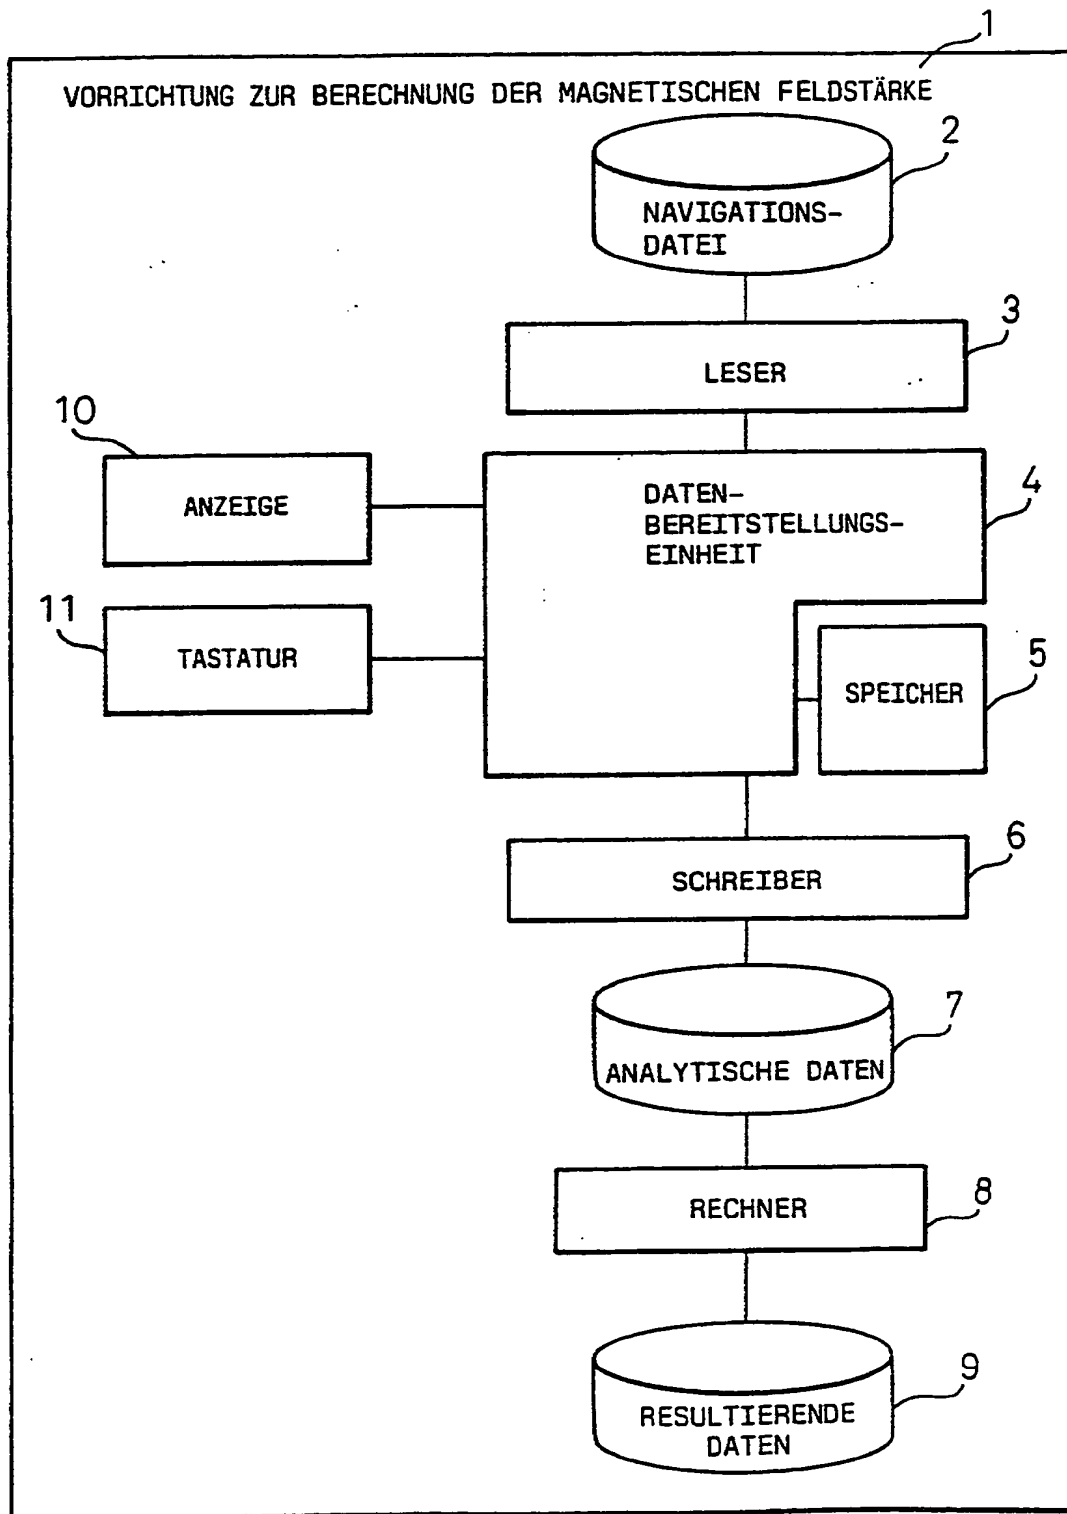 1
VORRICHTUNG ZUR BERECHNUNG DER MAGNETISCHEN FELDSTÄRKE
2
NAVIGATIONS-
DATEI
3
LESER
10
ANZEIGE
DATEN-
BEREITSTELLUNGS-
EINHEIT
4
11
TASTATUR
SPEICHER
5
6
SCHREIBER
7
ANALYTISCHE DATEN
RECHNER
8
9
RESULTIERENDE
DATEN